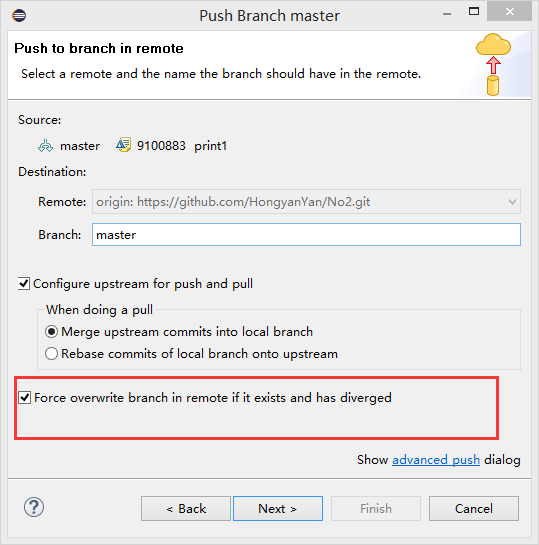 Push Branch master
Push to branch in remote
Select a remote and the name the branch should have in the remote.
Source:
master 9100883 print1
Destination:
Remote: origin: https://github.com/HongyanYan/No2.git
Branch: master
Configure upstream for push and pull
When doing a pull
Merge upstream commits into local branch
Rebase commits of local branch onto upstream
Force overwrite branch in remote if it exists and has diverged
Show advanced push dialog
? < Back Next > Finish Cancel